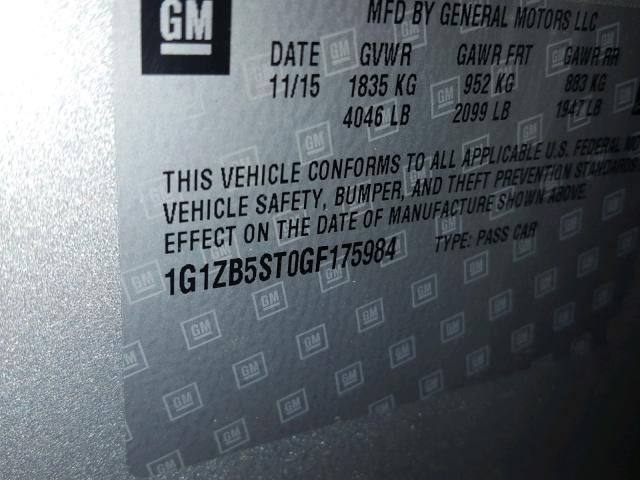 GM
MFD BY GENERAL MOTORS LLC
DATE GVWR GAWR FRT GAWR RR
11/15 1835 KG 952 KG 883 KG
4046 LB 2099 LB 1947 LB
THIS VEHICLE CONFORMS TO ALL APPLICABLE U.S. FEDERAL
VEHICLE SAFETY, BUMPER, AND THEFT PREVENTION STANDARDS
EFFECT ON THE DATE OF MANUFACTURE SHOWN ABOVE.
1G1ZB5ST0GF175984 TYPE: PASS CAR